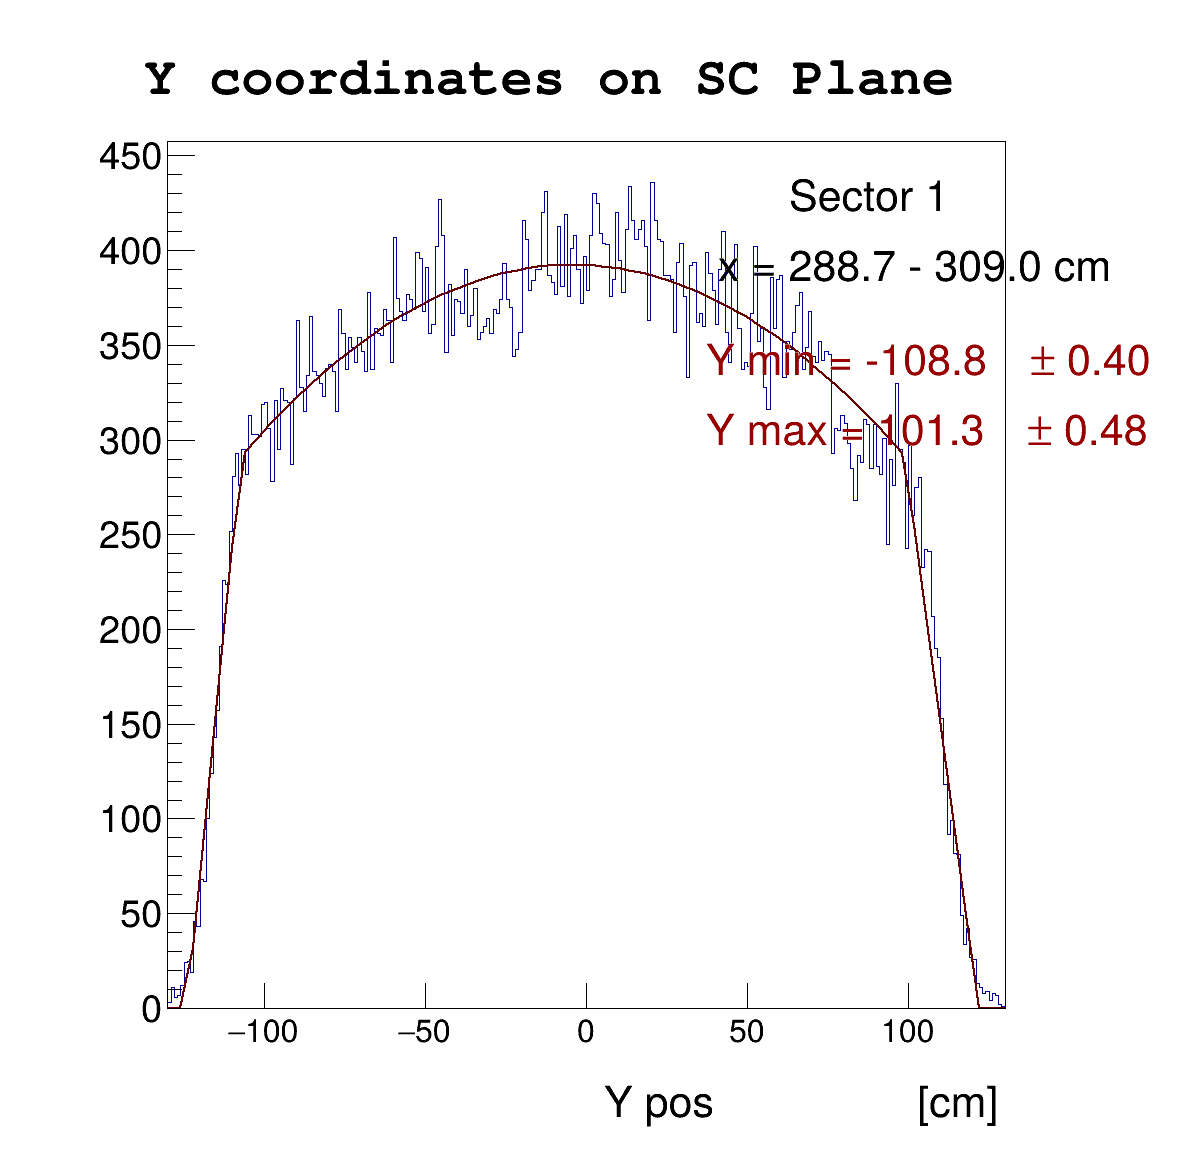 Y coordinates on SC Plane
450
400
350
300
250
200
150
100
50
0
Sector 1
x = 288.7 - 309.0 cm
Y min = -108.8 ± 0.40
Y max = 101.3 ± 0.48
−100 −50 0 50 100
Y pos [cm]